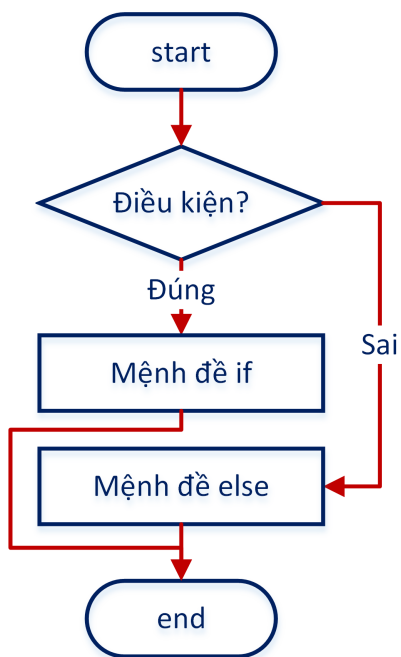 start
Điều kiện?
Đúng
Sai
Mệnh đề if
Mệnh đề else
end